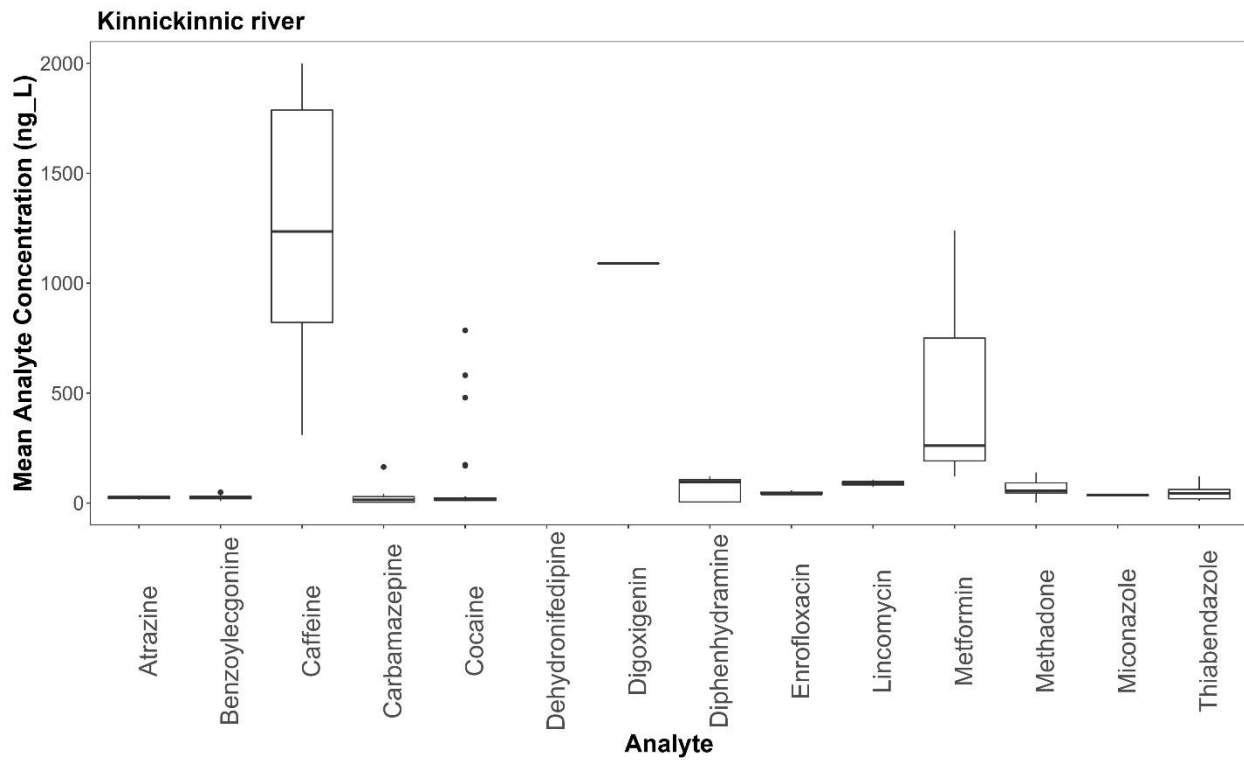 Kinnickinnic river
Mean Analyte Concentration (ng_L)
2000
1500
1000
500
0
Atrazine
Benzoylecgonine
Caffeine
Carbamazepine
Cocaine
Dehydronifedipine
Digoxigenin
Diphenhydramine
Enrofloxacin
Lincomycin
Metformin
Methadone
Miconazole
Thiabendazole
Analyte